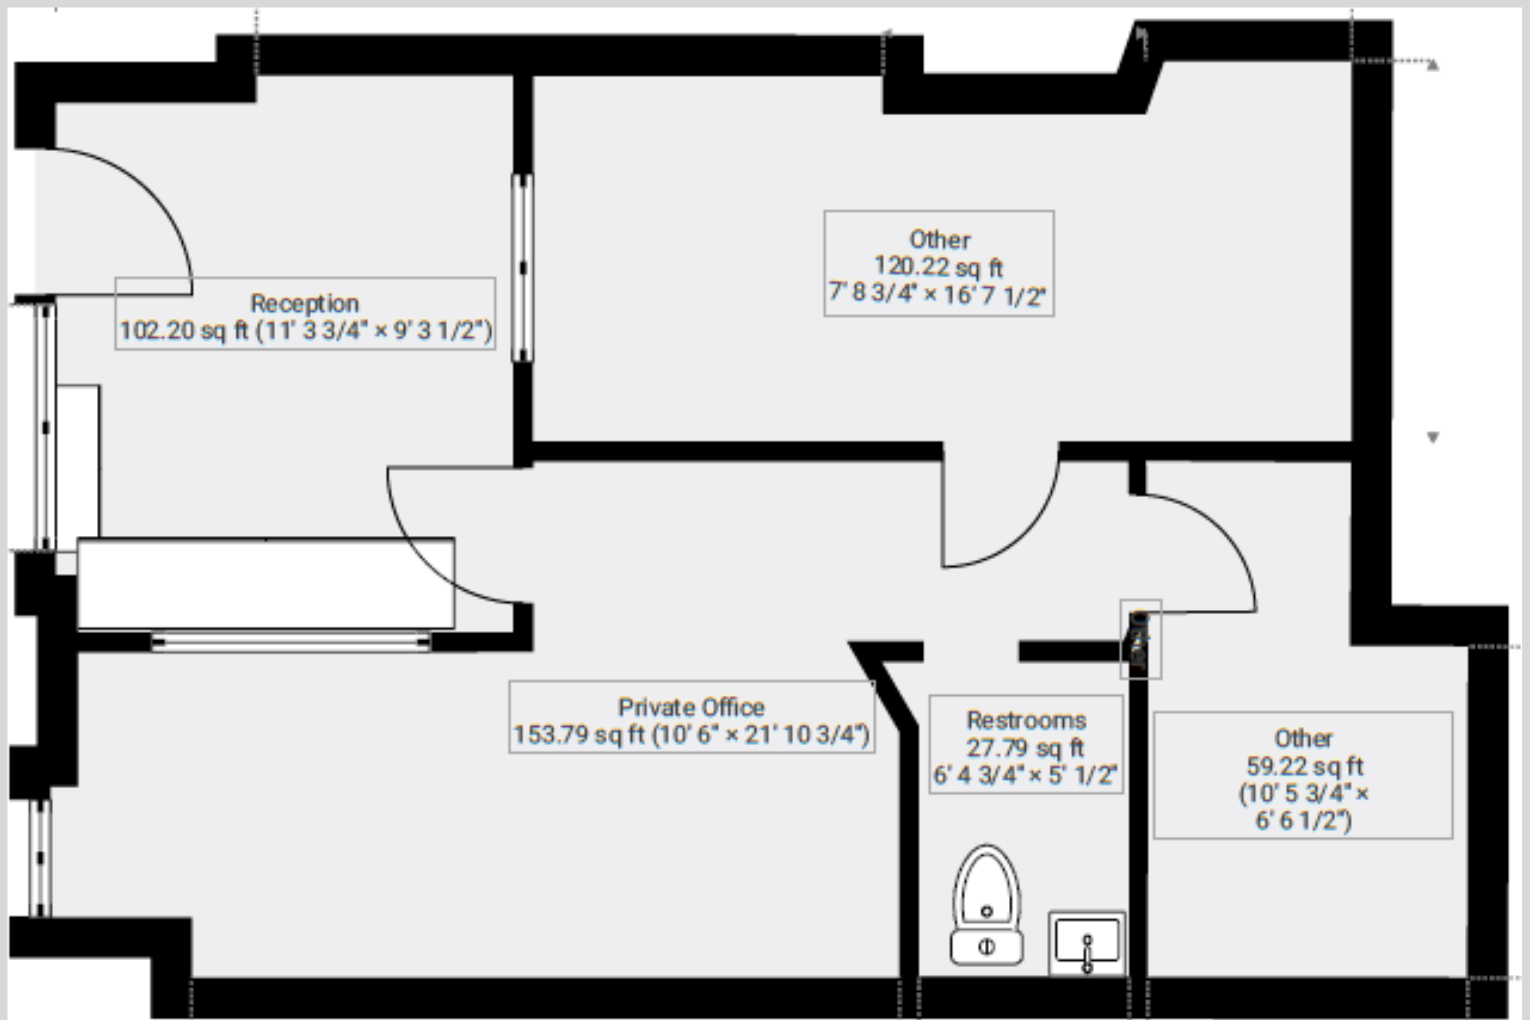 Reception
102.20 sq ft (11' 3 3/4" × 9' 3 1/2")
Other
120.22 sq ft
7' 8 3/4" × 16' 7 1/2"
Private Office
153.79 sq ft (10' 6" × 21' 10 3/4")
Restrooms
27.79 sq ft
6' 4 3/4" × 5' 1/2"
Other
59.22 sq ft
(10' 5 3/4" ×
6' 6 1/2")